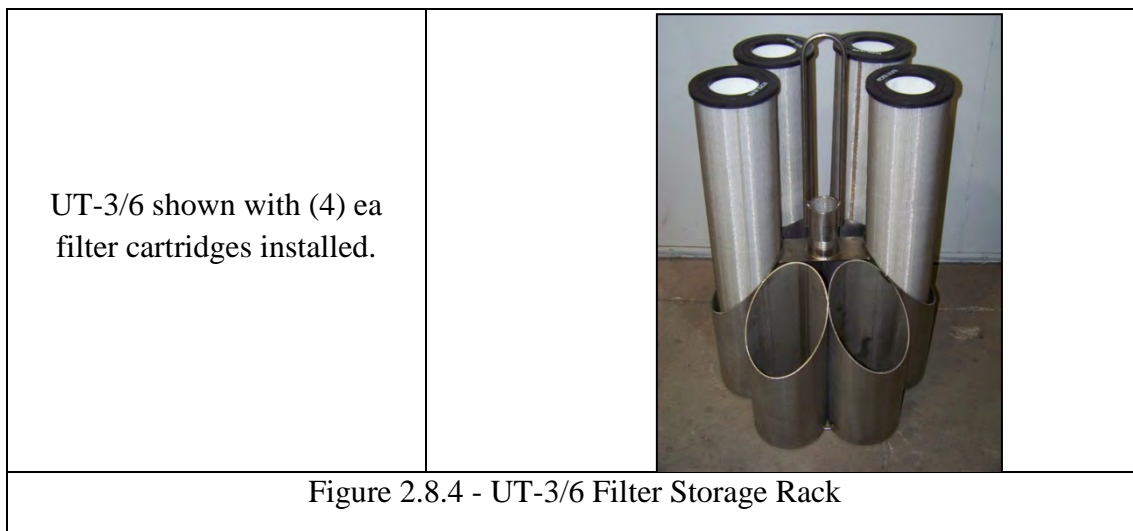 UT-3/6 shown with (4) ea
filter cartridges installed.
Figure 2.8.4 - UT-3/6 Filter Storage Rack